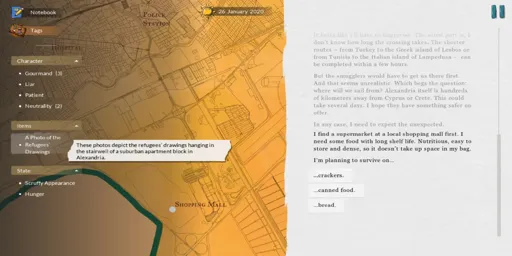 Notebook
Tags
Character
Gourmand (3)
Liar
Patient
Neutrality (2)
Items
A Photo of the
Refugees'
Drawings
State
Scruffy Appearance
Hunger
POLICE
STATION
26 January 2020
These photos depict the refugees' drawings hanging in
the stairwell of a suburban apartment block in
Alexandria.
SHOPPING MALL
don't know how long the crossing takes. The shorter
routes – from Turkey to the Greek island of Lesbos or
from Tunisia to the Italian island of Lampedusa – can
be completed within a few hours.
But the smugglers would have to get us there first.
And that seems unrealistic. Which begs the question:
where will we sail from? Alexandria itself is hundreds
of kilometers away from Cyprus or Crete. This could
take several days. I hope they have something safer on
offer.
In any case, I need to expect the unexpected.
I find a supermarket at a local shopping mall first. I
need some food with long shelf life. Nutritious, easy to
store and dense, so it doesn't take up space in my bag.
I'm planning to survive on...
...crackers.
...canned food.
...bread.